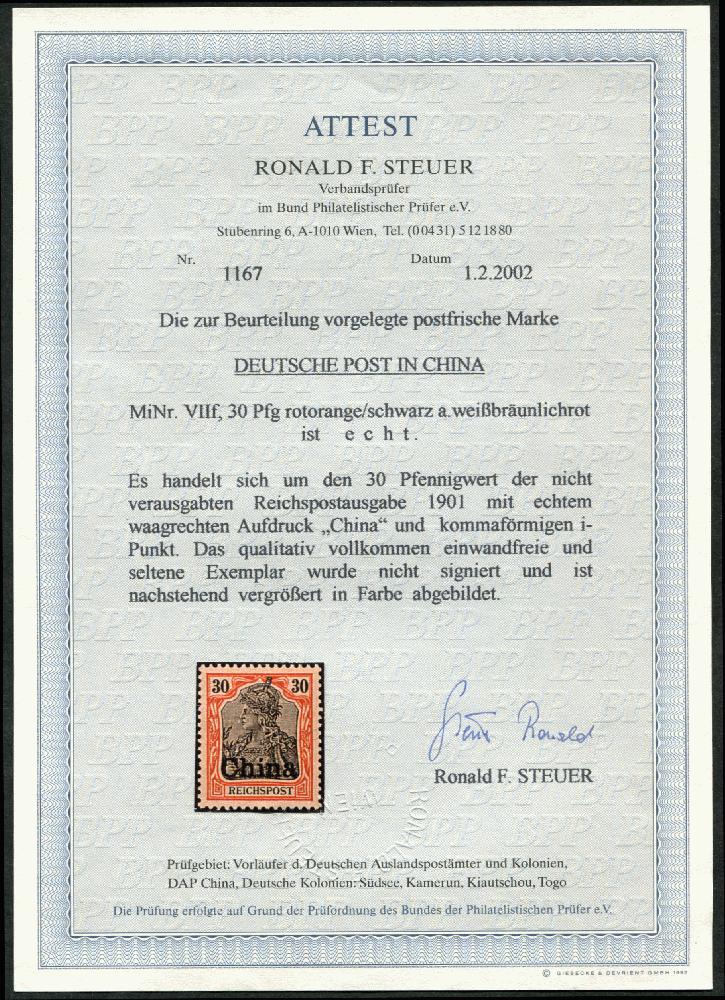 ATTEST
RONALD F. STEUER
Verbandsprüfer
im Bund Philatelistischer Prüfer e.V.
Stubenring 6, A-1010 Wien, Tel. (00431) 5 12 18 80
Nr. Datum
1167 1.2.2002
Die zur Beurteilung vorgelegte postfrische Marke
DEUTSCHE POST IN CHINA
MiNr. VIIf, 30 Pfg rotorange/schwarz a.weißbräunlichrot
ist e c h t .
Es handelt sich um den 30 Pfennigwert der nicht
verausgabten Reichspostausgabe 1901 mit echtem
waagrechten Aufdruck „China“ und kommaförmigen i-
Punkt. Das qualitativ vollkommen einwandfreie und
seltene Exemplar wurde nicht signiert und ist
nachstehend vergrößert in Farbe abgebildet.
30 30
China
REICHSPOST
Steuer Ronald
Ronald F. STEUER
Prüfgebiet: Vorläufer d. Deutschen Auslandspostämter und Kolonien,
DAP China, Deutsche Kolonien: Südsee, Kamerun, Kiautschou, Togo
Die Prüfung erfolgte auf Grund der Prüfordnung des Bundes der Philatelistischen Prüfer e.V.
© GIESECKE & DEVRIENT GMBH 1992